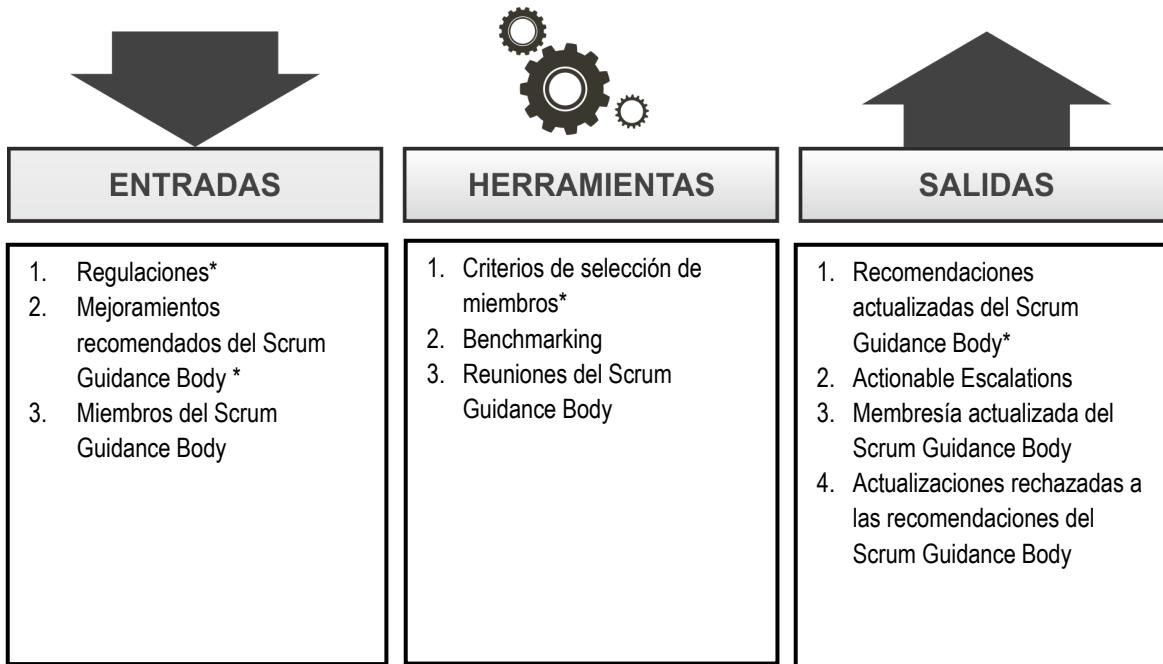 ENTRADAS
1. Regulaciones*
2. Mejoramientos
recomendados del Scrum
Guidance Body *
3. Miembros del Scrum
Guidance Body
HERRAMIENTAS
1. Criterios de selección de
miembros*
2. Benchmarking
3. Reuniones del Scrum
Guidance Body
SALIDAS
1. Recomendaciones
actualizadas del Scrum
Guidance Body*
2. Actionable Escalations
3. Membresía actualizada del
Scrum Guidance Body
4. Actualizaciones rechazadas a
las recomendaciones del
Scrum Guidance Body